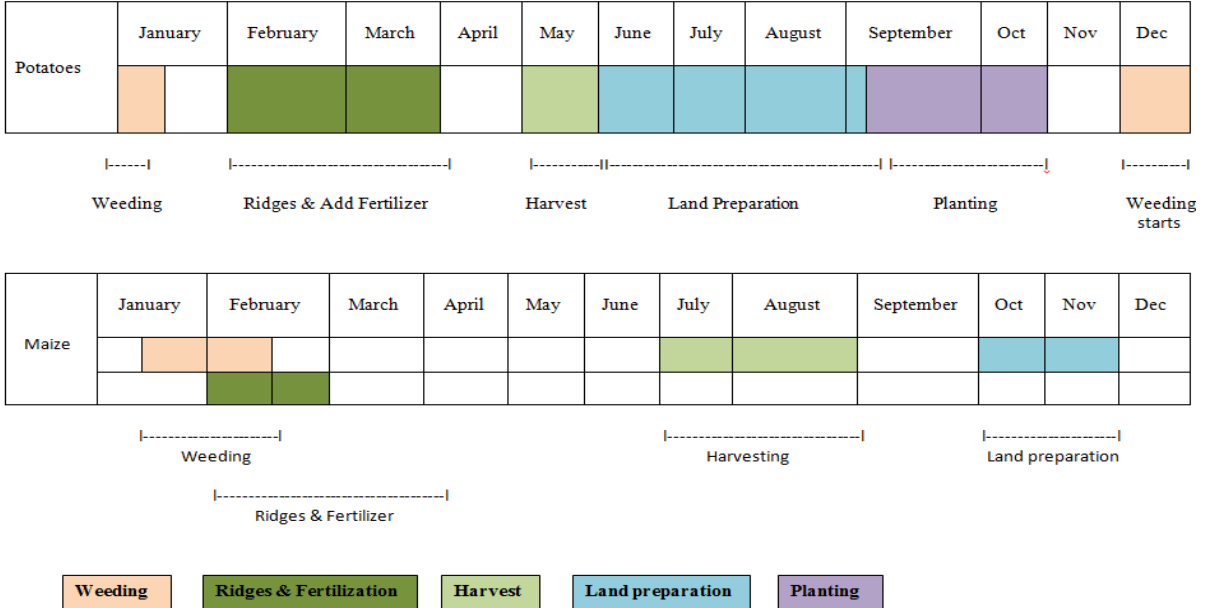 January February March April May June July August September Oct Nov Dec
Potatoes
Weeding Ridges & Add Fertilizer Harvest Land Preparation Planting Weeding
starts
January February March April May June July August September Oct Nov Dec
Maize
Weeding Harvesting Land preparation
Ridges & Fertilizer
Weeding Ridges & Fertilization Harvest Land preparation Planting